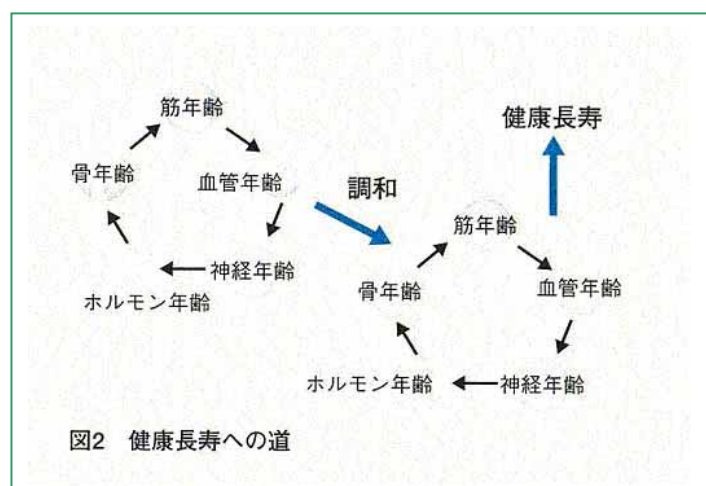 筋年齢
骨年齢
血管年齢
神経年齢
ホルモン年齢
調和
健康長寿
筋年齢
骨年齢
血管年齢
神経年齢
ホルモン年齢
図2 健康長寿への道